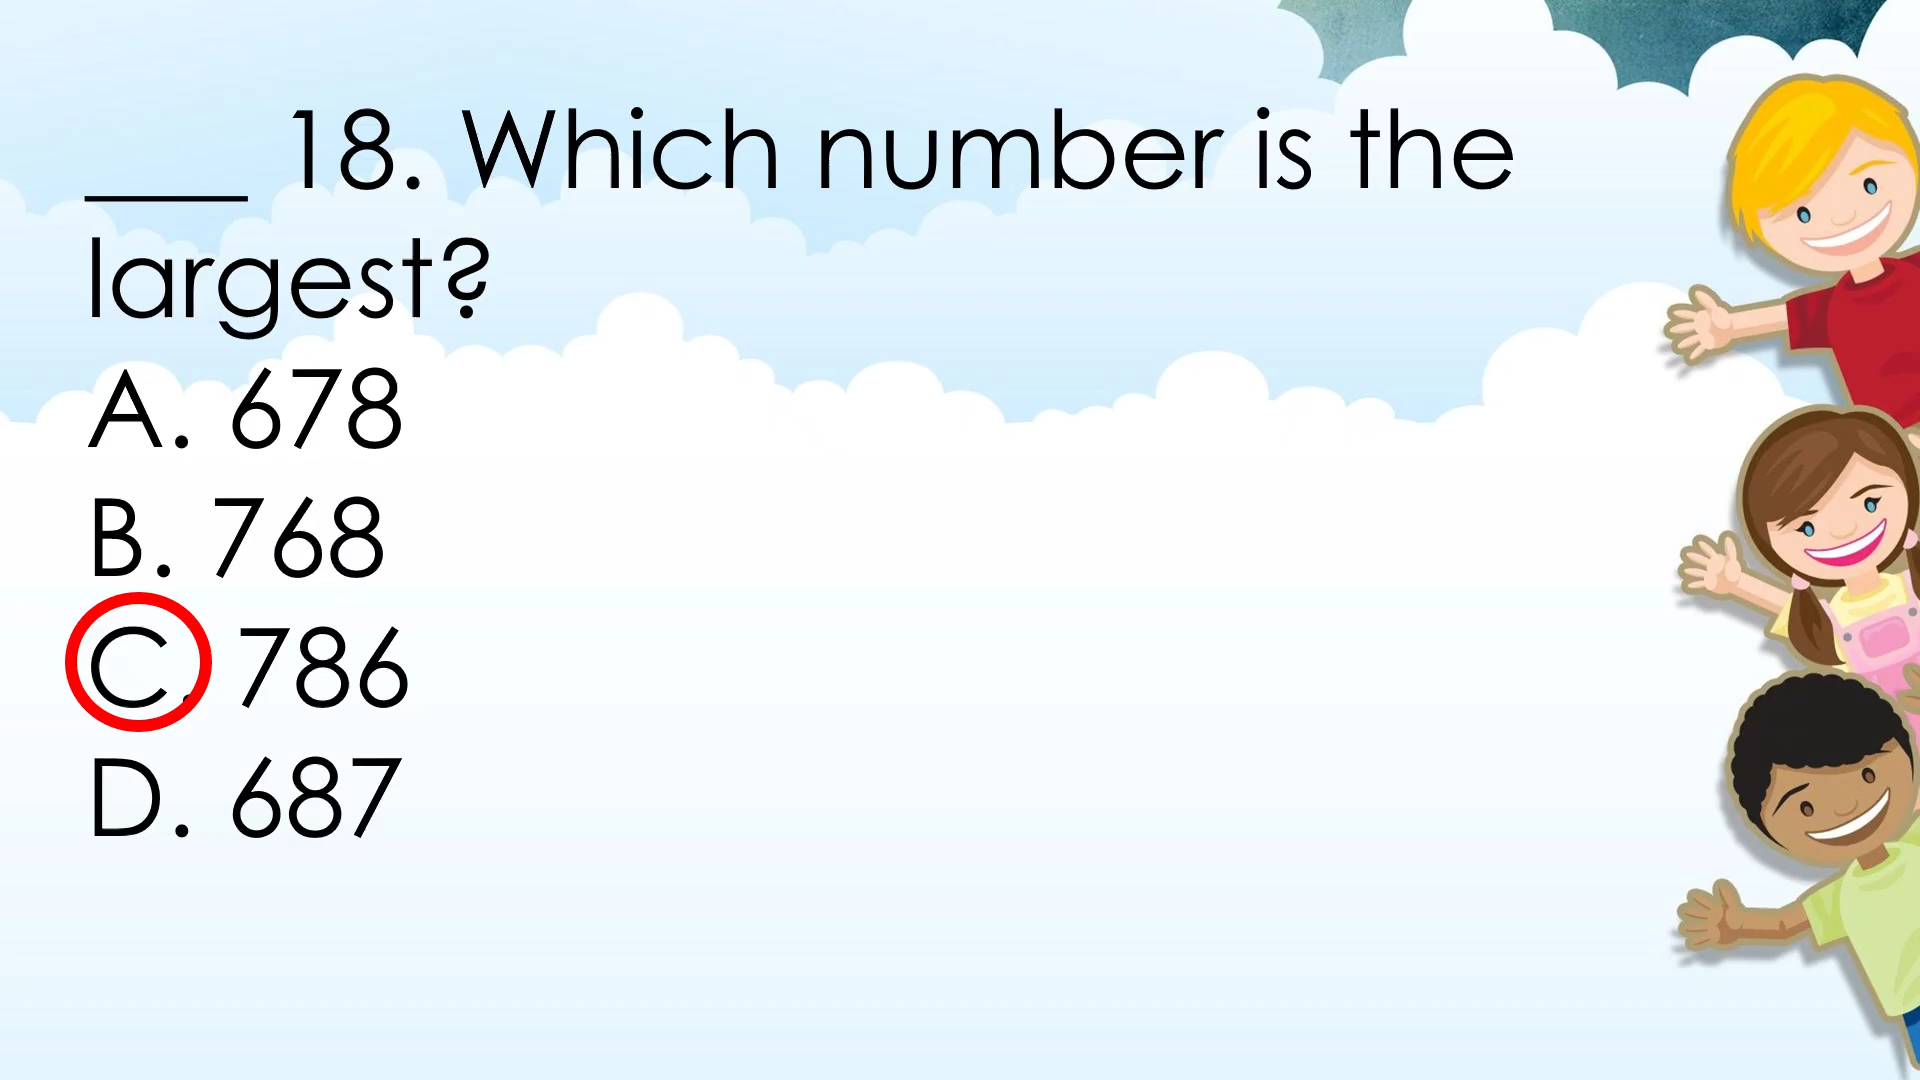 ___ 18. Which number is the
largest?
A. 678
B. 768
C. 786
D. 687